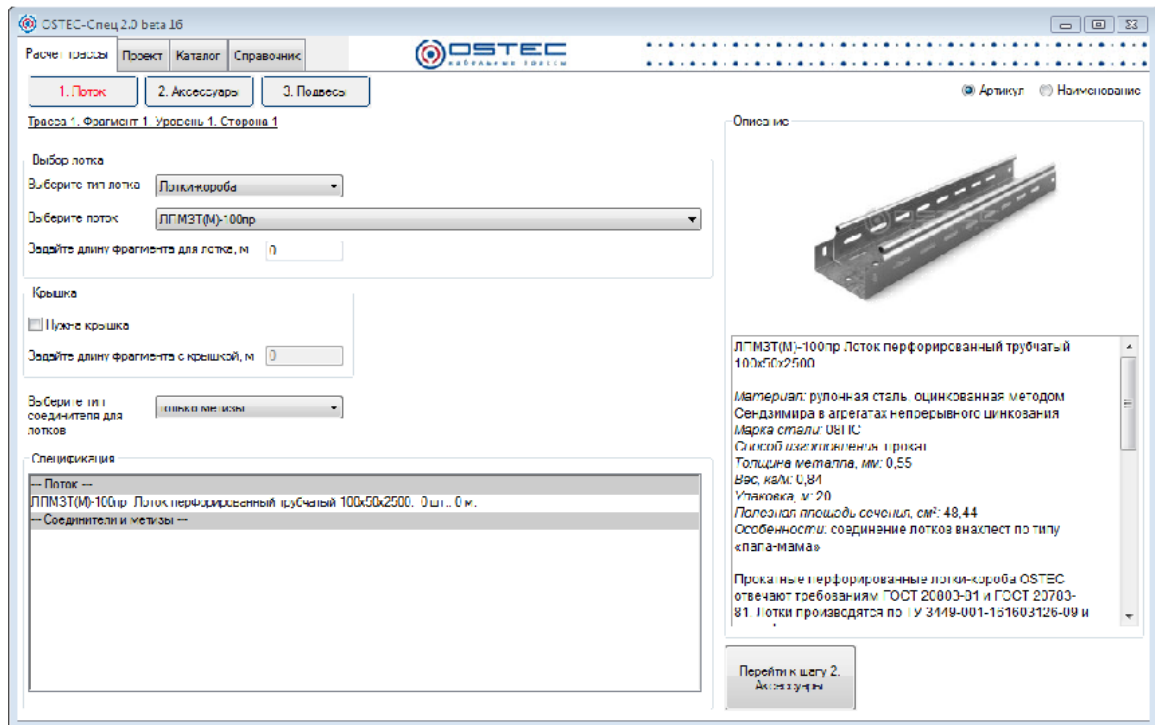 OSTEC-Спец 2.0 beta 16
Расчет трассы Проект Каталог Справочник
OSTEC
кабельные трассы
1. Лоток 2. Аксессуары 3. Подвесы
Артикул Наименование
Трасса 1. Фрагмент 1. Уровень 1. Сторона 1
Выбор лотка
Выберите тип лотка Лотки-короба
Выберите лоток ЛПМЗТ(М)-100пр
Задайте длину фрагмента для лотка, м 0
Крышка
Нужна крышка
Задайте длину фрагмента с крышкой, м 0
Выберите тип
соединителя для
лотков
только метизы
Спецификация
--- Лоток ---
ЛПМЗТ(М)-100пр Лоток перфорированный трубчатый 100х50х2500, 0 шт., 0 м.
--- Соединители и метизы ---
Описание
OSTEC
ЛПМЗТ(М)-100пр Лоток перфорированный трубчатый
100х50х2500
Материал: рулонная сталь, оцинкованная методом
Сендзимира в агрегатах непрерывного цинкования
Марка стали: 08ПС
Способ изготовления: прокат
Толщина металла, мм: 0,55
Вес, кг/м: 0,84
Упаковка, м: 20
Полезная площадь сечения, см²: 48,44
Особенности: соединение лотков внахлест по типу
«папа-мама»
Прокатные перфорированные лотки-короба OSTEC
отвечают требованиям ГОСТ 20803-81 и ГОСТ 20783-
81. Лотки производятся по ТУ 3449-001-161603126-09 и
Перейти к шагу 2.
Аксессуары